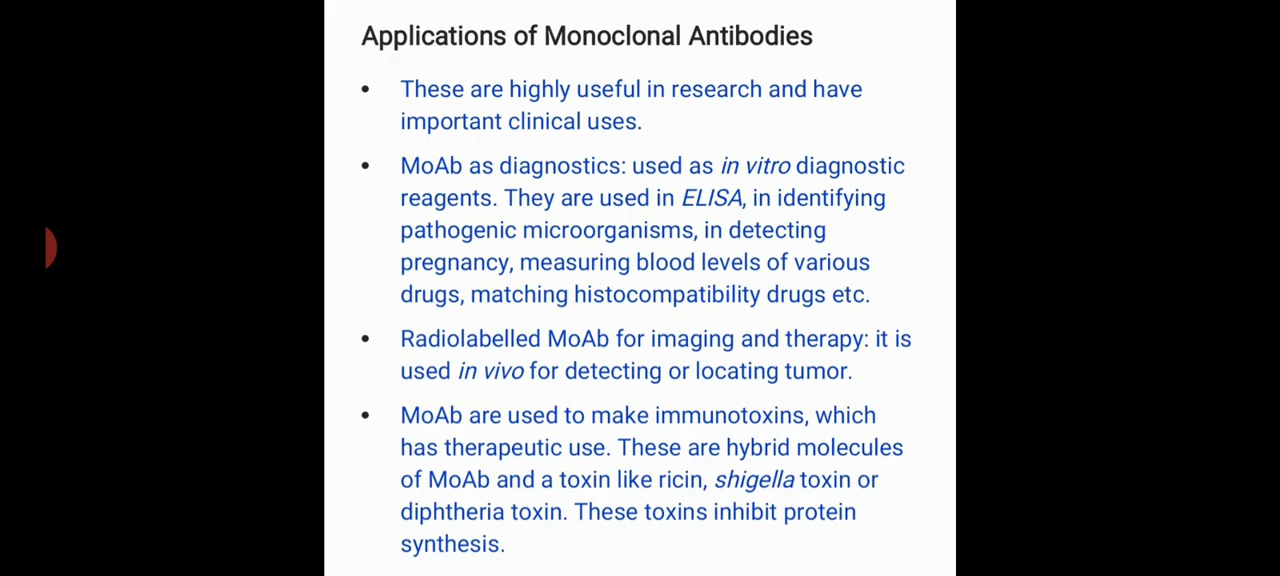 Applications of Monoclonal Antibodies
• These are highly useful in research and have
important clinical uses.
• MoAb as diagnostics: used as in vitro diagnostic
reagents. They are used in ELISA, in identifying
pathogenic microorganisms, in detecting
pregnancy, measuring blood levels of various
drugs, matching histocompatibility drugs etc.
• Radiolabelled MoAb for imaging and therapy: it is
used in vivo for detecting or locating tumor.
• MoAb are used to make immunotoxins, which
has therapeutic use. These are hybrid molecules
of MoAb and a toxin like ricin, shigella toxin or
diphtheria toxin. These toxins inhibit protein
synthesis.